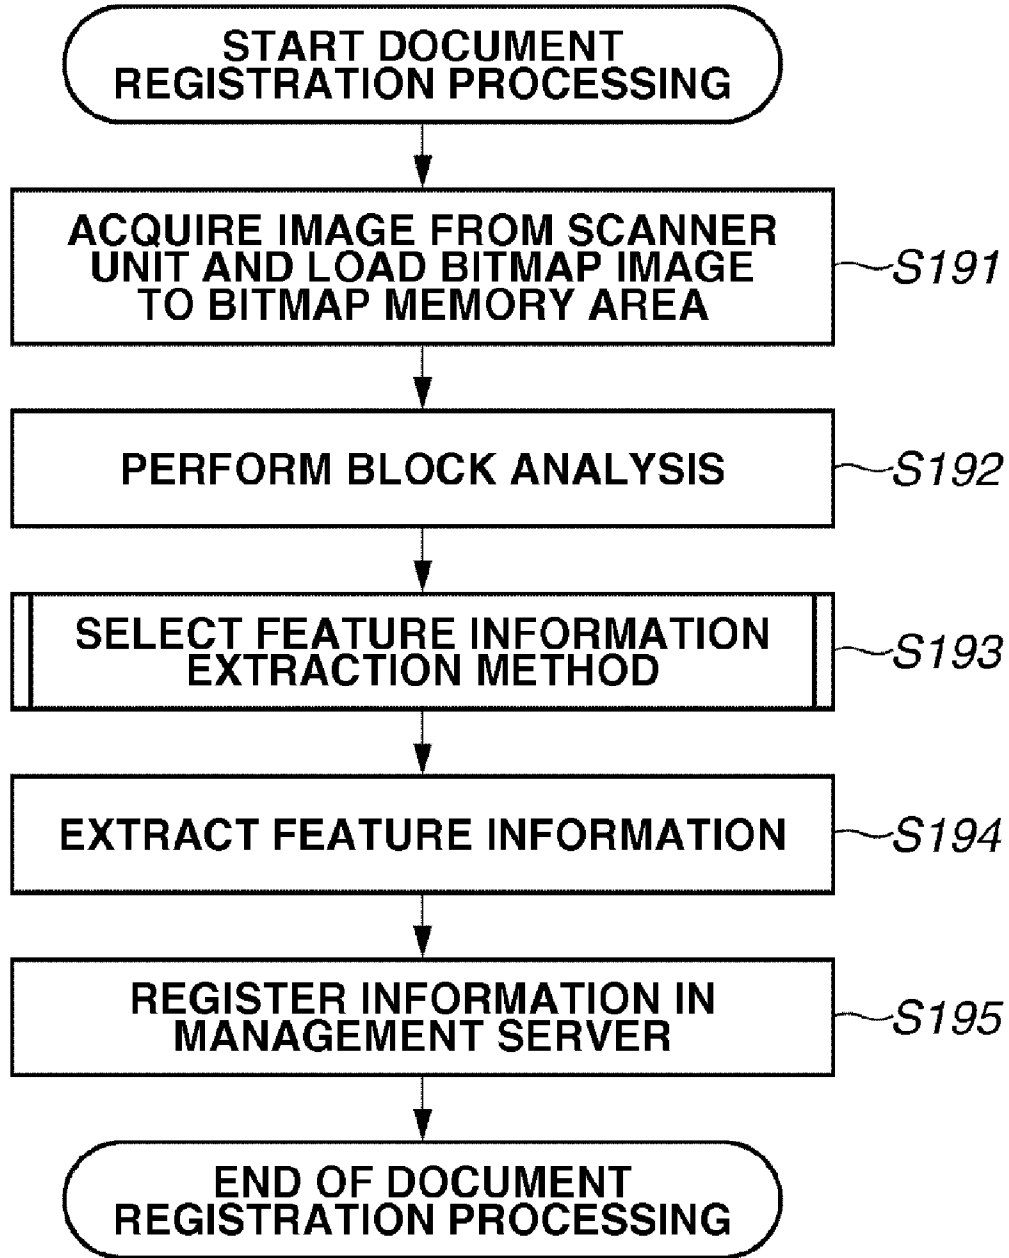 START DOCUMENT
REGISTRATION PROCESSING
ACQUIRE IMAGE FROM SCANNER
UNIT AND LOAD BITMAP IMAGE
TO BITMAP MEMORY AREA
S191
PERFORM BLOCK ANALYSIS
S192
SELECT FEATURE INFORMATION
EXTRACTION METHOD
S193
EXTRACT FEATURE INFORMATION
S194
REGISTER INFORMATION IN
MANAGEMENT SERVER
S195
END OF DOCUMENT
REGISTRATION PROCESSING